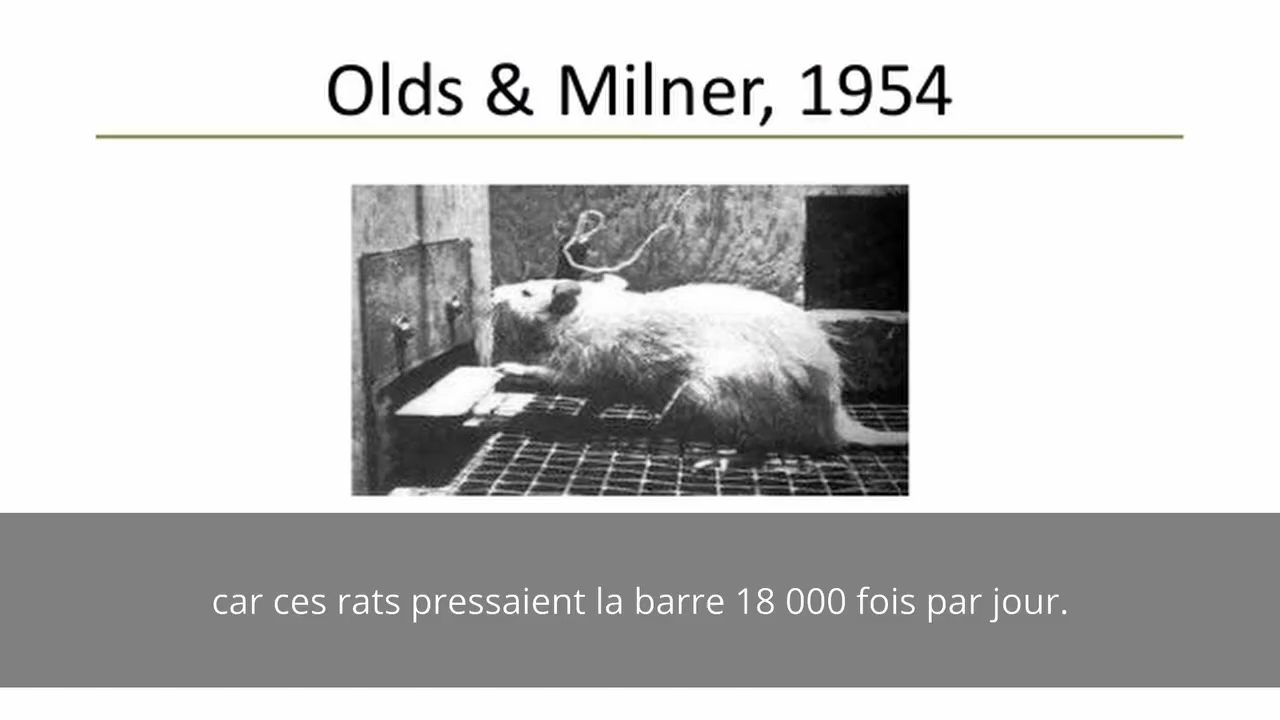 Olds & Milner, 1954
car ces rats pressaient la barre 18 000 fois par jour.